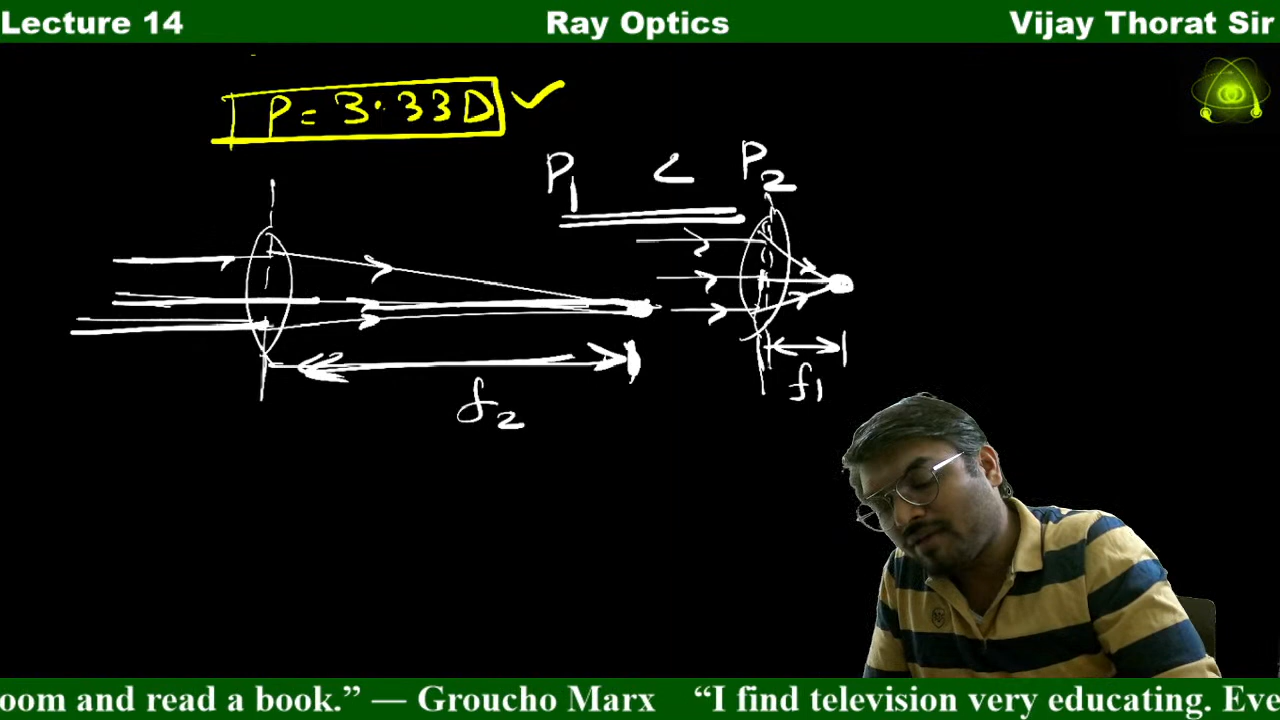 Lecture 14
Ray Optics
Vijay Thorat Sir
P = 3.33D ✓
P₁ < P₂
f₂
f₁
oom and read a book.” — Groucho Marx “I find television very educating. Eve